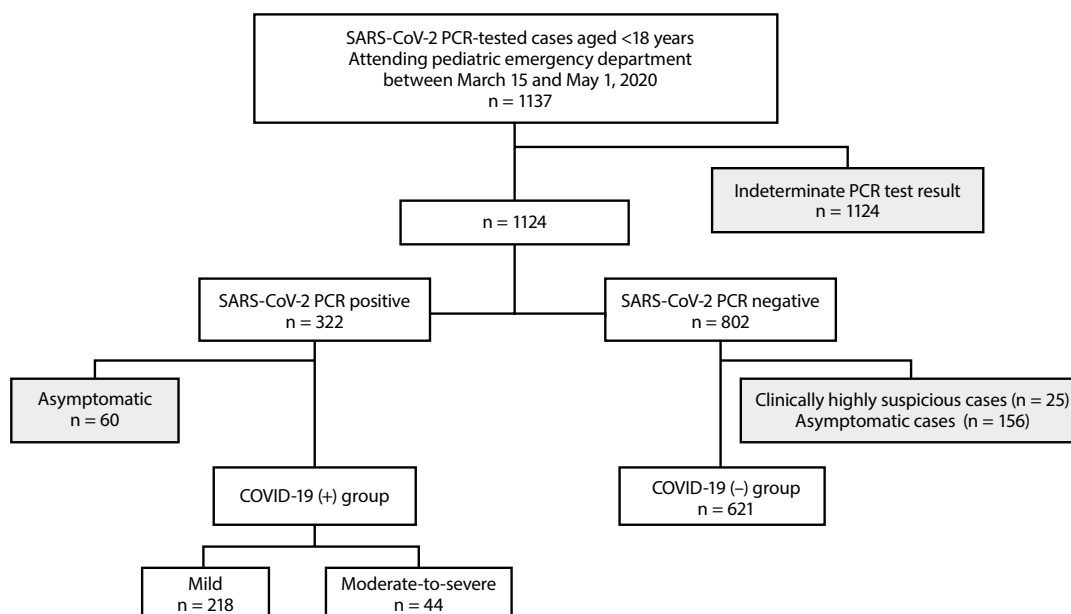 SARS-CoV-2 PCR-tested cases aged <18 years
Attending pediatric emergency department
between March 15 and May 1, 2020
n = 1137
Indeterminate PCR test result
n = 1124
n = 1124
SARS-CoV-2 PCR positive
n = 322
SARS-CoV-2 PCR negative
n = 802
Asymptomatic
n = 60
Clinically highly suspicious cases (n = 25)
Asymptomatic cases (n = 156)
COVID-19 (+) group
COVID-19 (–) group
n = 621
Mild
n = 218
Moderate-to-severe
n = 44